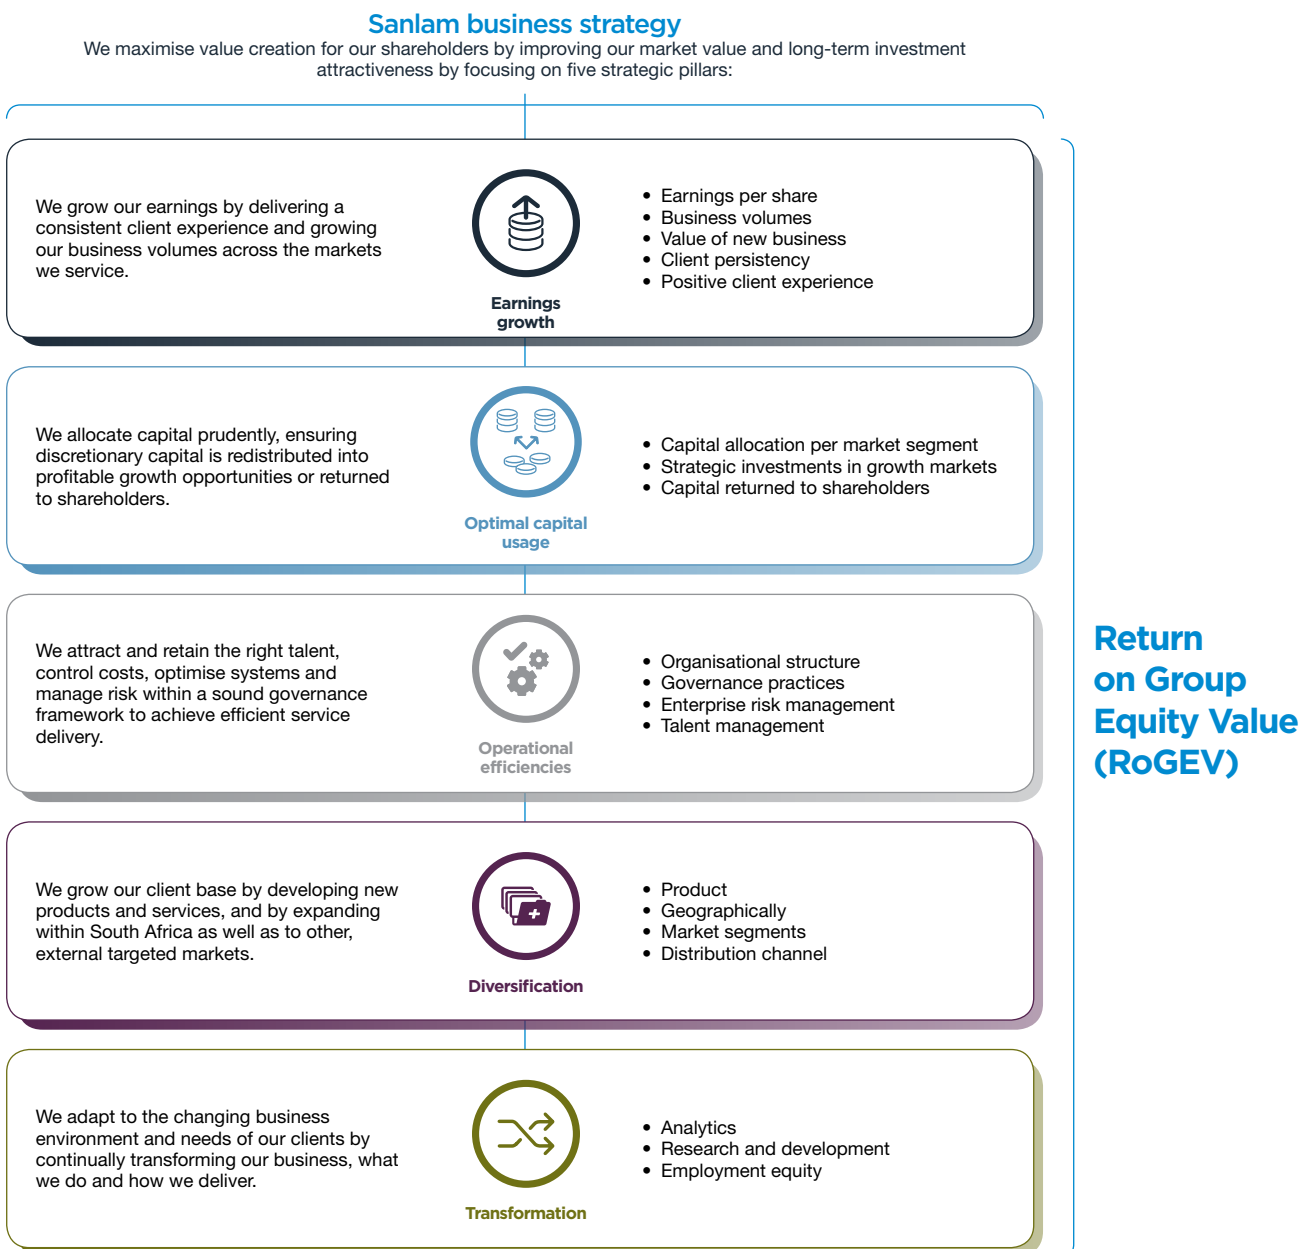 Sanlam business strategy
We maximise value creation for our shareholders by improving our market value and long-term investment
attractiveness by focusing on five strategic pillars:
We grow our earnings by delivering a
consistent client experience and growing
our business volumes across the markets
we service.
Earnings
growth
• Earnings per share
• Business volumes
• Value of new business
• Client persistency
• Positive client experience
We allocate capital prudently, ensuring
discretionary capital is redistributed into
profitable growth opportunities or returned
to shareholders.
Optimal capital
usage
• Capital allocation per market segment
• Strategic investments in growth markets
• Capital returned to shareholders
We attract and retain the right talent,
control costs, optimise systems and
manage risk within a sound governance
framework to achieve efficient service
delivery.
Operational
efficiencies
• Organisational structure
• Governance practices
• Enterprise risk management
• Talent management
We grow our client base by developing new
products and services, and by expanding
within South Africa as well as to other,
external targeted markets.
Diversification
• Product
• Geographically
• Market segments
• Distribution channel
We adapt to the changing business
environment and needs of our clients by
continually transforming our business, what
we do and how we deliver.
Transformation
• Analytics
• Research and development
• Employment equity
Return
on Group
Equity Value
(RoGEV)